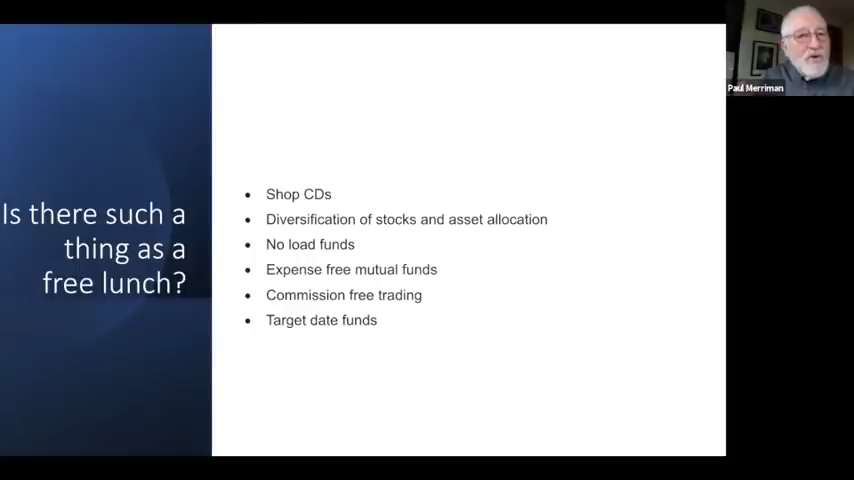 Is there such a
thing as a
free lunch?
• Shop CDs
• Diversification of stocks and asset allocation
• No load funds
• Expense free mutual funds
• Commission free trading
• Target date funds
Paul Merriman